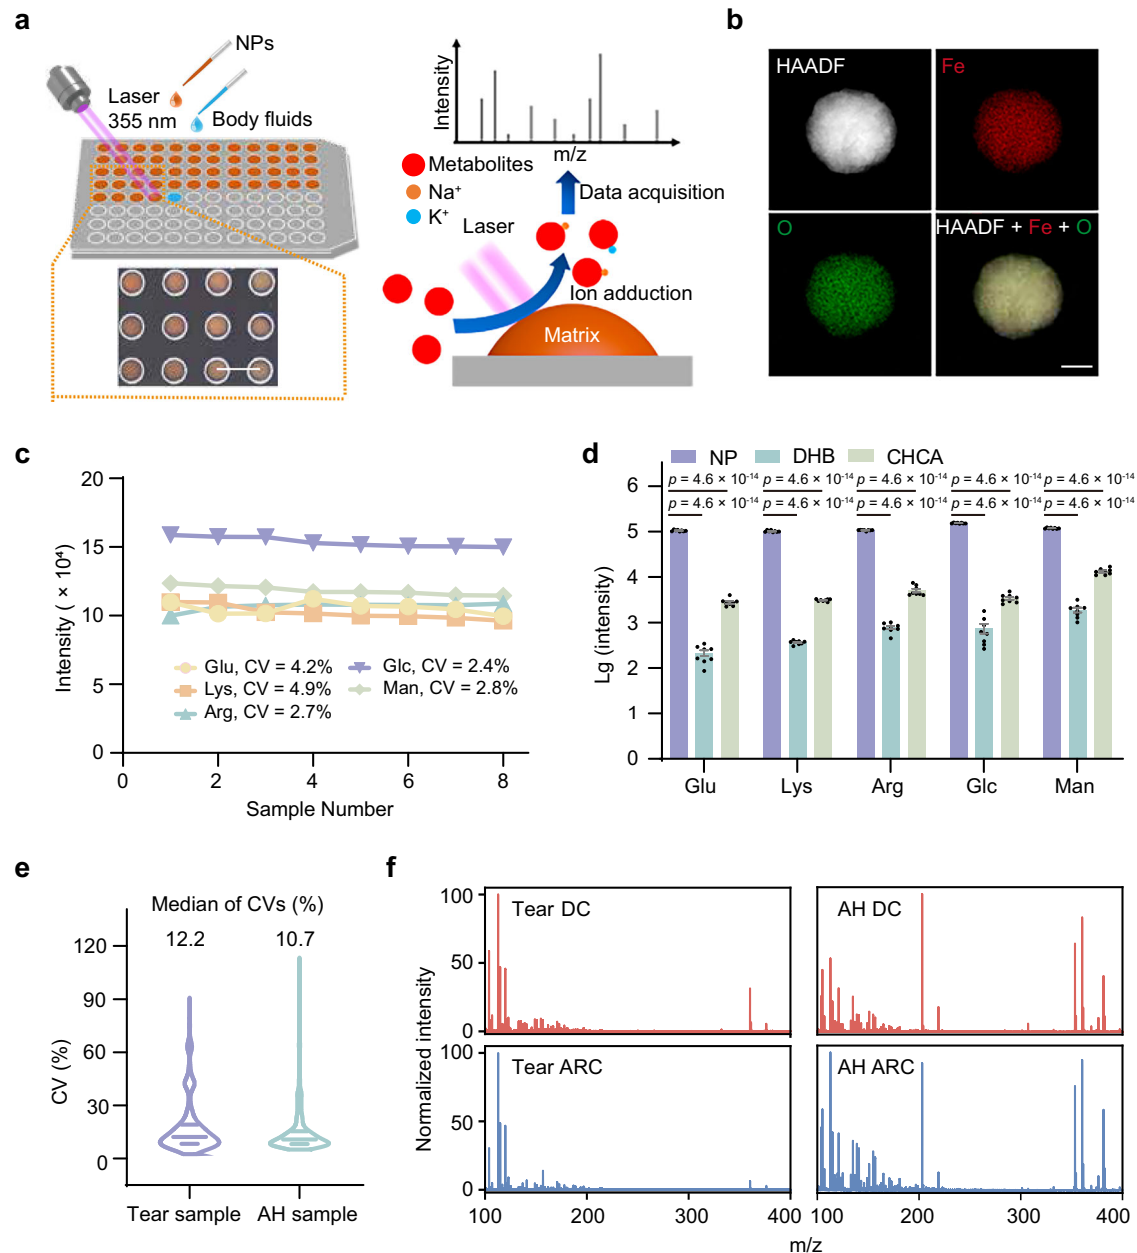 a
NPs
Laser
355 nm
Body fluids
Intensity
m/z
Metabolites
Na⁺
K⁺
Data acquisition
Laser
Ion adduction
Matrix
b
HAADF
Fe
O
HAADF + Fe + O
c
Intensity ( × 10⁴)
20
15
10
5
0
Glu, CV = 4.2%
Lys, CV = 4.9%
Arg, CV = 2.7%
Glc, CV = 2.4%
Man, CV = 2.8%
0 2 4 6 8
Sample Number
d
NP DHB CHCA
p = 4.6 × 10⁻¹⁴ p = 4.6 × 10⁻¹⁴ p = 4.6 × 10⁻¹⁴ p = 4.6 × 10⁻¹⁴ p = 4.6 × 10⁻¹⁴
p = 4.6 × 10⁻¹⁴ p = 4.6 × 10⁻¹⁴ p = 4.6 × 10⁻¹⁴ p = 4.6 × 10⁻¹⁴ p = 4.6 × 10⁻¹⁴
Lg (intensity)
6
5
4
3
2
1
0
Glu Lys Arg Glc Man
e
Median of CVs (%)
12.2 10.7
CV (%)
120
90
60
30
0
Tear sample AH sample
f
Normalized intensity
100
50
0
Tear DC
AH DC
100
50
0
Tear ARC
AH ARC
100 200 300 400
100 200 300 400
m/z